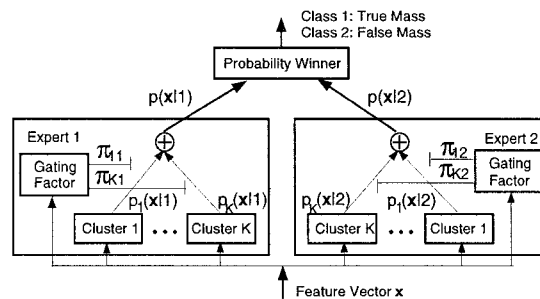 Class 1: True Mass
Class 2: False Mass
Probability Winner
p(x|1)
p(x|2)
Expert 1
Expert 2
Gating
Factor
π11
πK1
π12
πK2
Gating
Factor
p1(x|1)
pK(x|1)
pK(x|2)
p1(x|2)
Cluster 1
...
Cluster K
Cluster K
...
Cluster 1
Feature Vector x